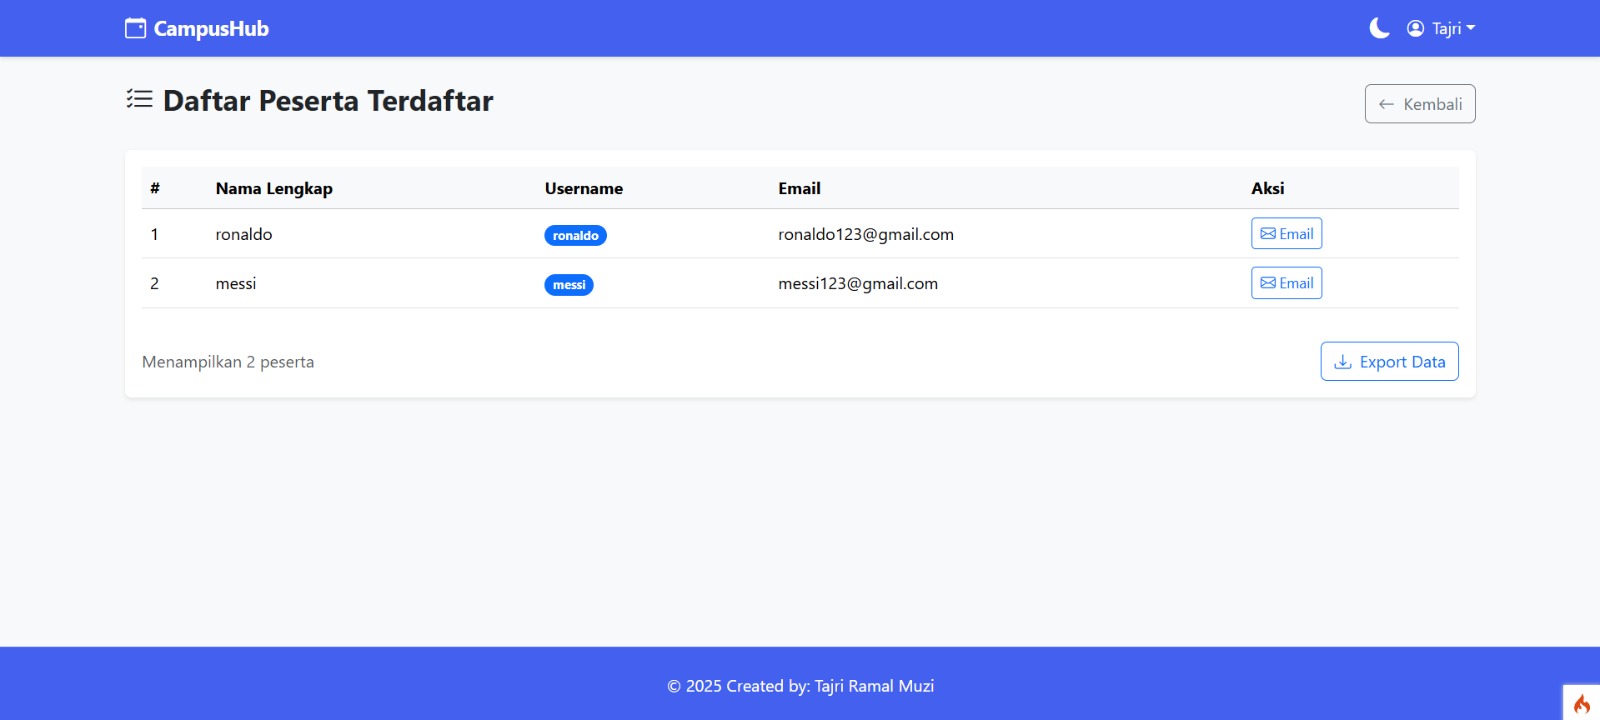 CampusHub
Tajri
Daftar Peserta Terdaftar
Kembali
# Nama Lengkap Username Email Aksi
1 ronaldo ronaldo ronaldo123@gmail.com Email
2 messi messi messi123@gmail.com Email
Menampilkan 2 peserta
Export Data
© 2025 Created by: Tajri Ramal Muzi